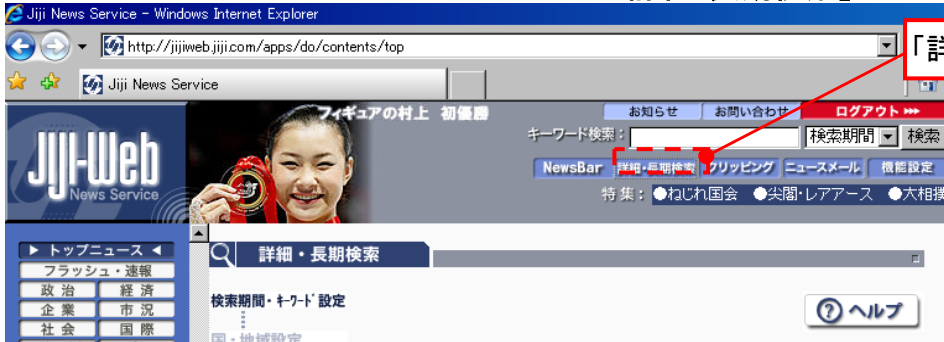 Jiji News Service - Windows Internet Explorer
http://jijiweb.jiji.com/apps/do/contents/top
「詳
Jiji News Service
フィギュアの村上 初優勝
お知らせ お問い合わせ ログアウト
キーワード検索: 検索期間 検索
JIJI-Web
News Service
NewsBar 詳細・長期検索 クリッピング ニュースメール 機能設定
特集: ●ねじれ国会 ●尖閣・レアアース ●大相撲
▶ トップニュース ◀
詳細・長期検索
フラッシュ・速報
政治 経済
検索期間・キーワード設定
企業 市況
? ヘルプ
社会 国際
国・地域設定